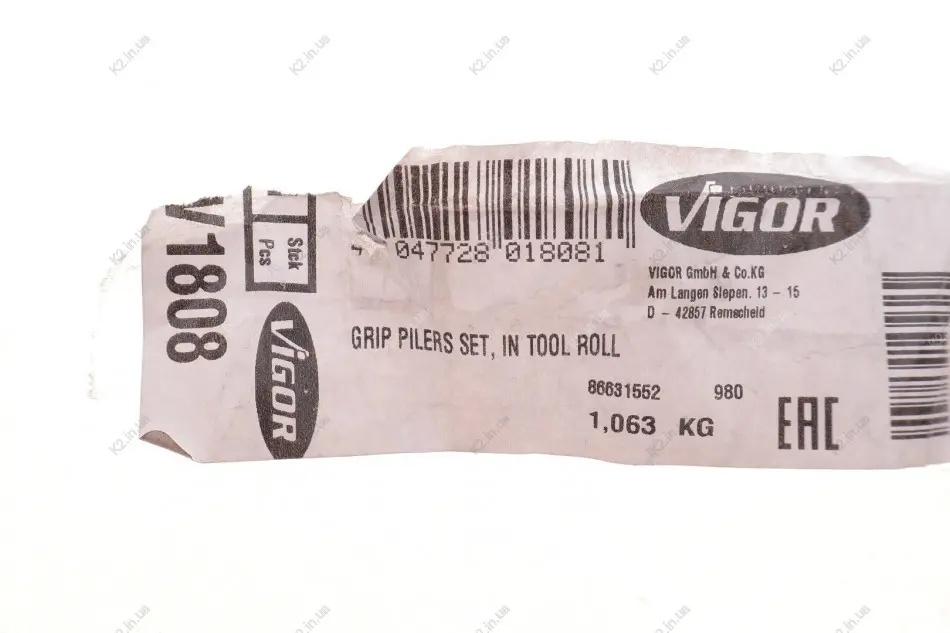 V1808
Stck
Pcs
VIGOR
4 047728 018081
VIGOR
VIGOR GmbH & Co.KG
Am Langen Siepen. 13 – 15
D – 42857 Remscheid
GRIP PILERS SET, IN TOOL ROLL
86631552 980
1,063 KG
EAC
K2.in.ua